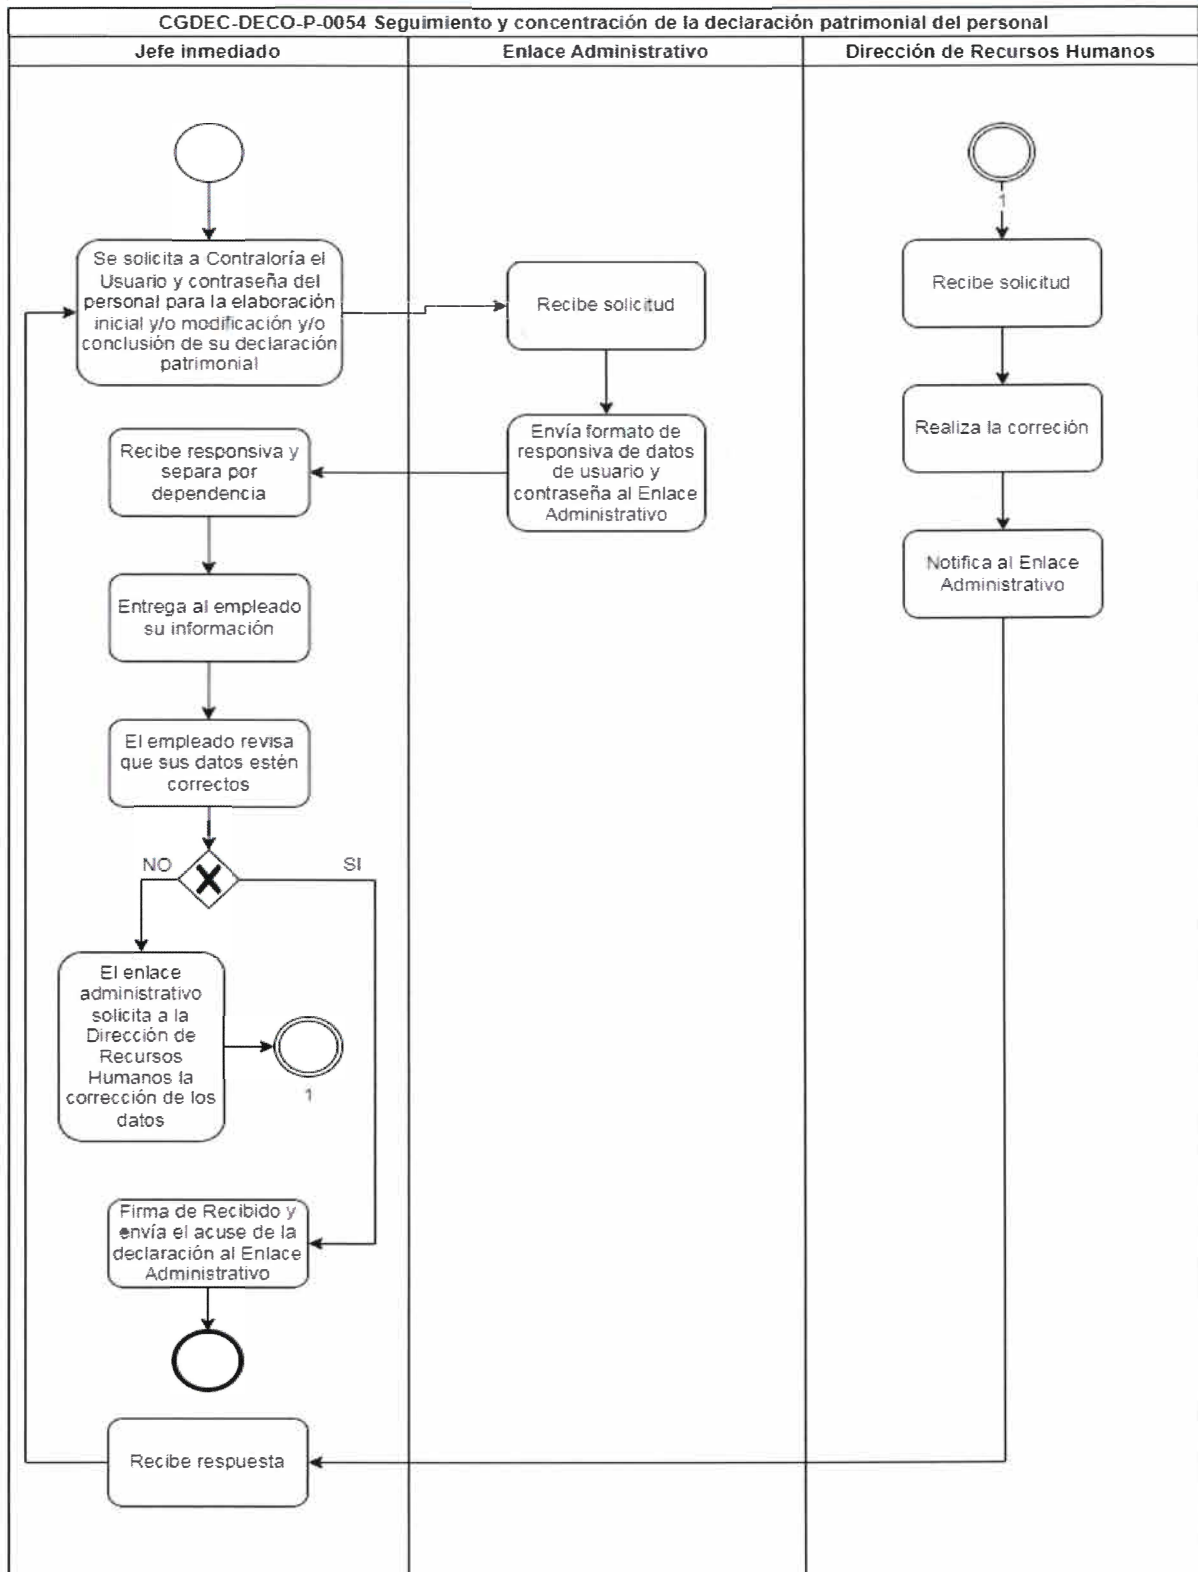 CGDEC-DECO-P-0054 Seguimiento y concentración de la declaración patrimonial del personal
Jefe inmediado
Enlace Administrativo
Dirección de Recursos Humanos
Se solicita a Contraloría el
Usuario y contraseña del
personal para la elaboración
inicial y/o modificación y/o
conclusión de su declaración
patrimonial
Recibe responsiva y
separa por
dependencia
Entrega al empleado
su información
El empleado revisa
que sus datos estén
correctos
NO
SI
El enlace
administrativo
solicita a la
Dirección de
Recursos
Humanos la
corrección de los
datos
1
Firma de Recibido y
envía el acuse de la
declaración al Enlace
Administrativo
Recibe respuesta
Recibe solicitud
Envía formato de
responsiva de datos
de usuario y
contraseña al Enlace
Administrativo
1
Recibe solicitud
Realiza la correción
Notifica al Enlace
Administrativo